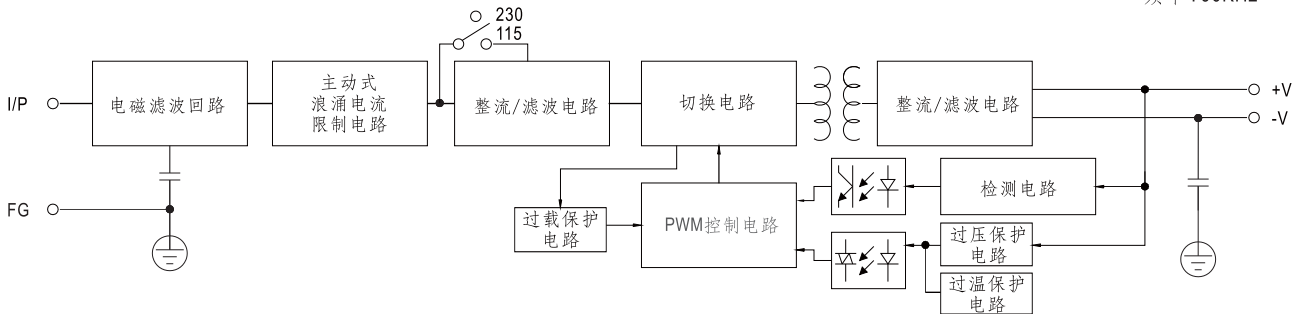 230
115
I/P
电磁滤波回路
主动式
浪涌电流
限制电路
整流/滤波电路
切换电路
整流/滤波电路
+V
-V
FG
过载保护
电路
PWM控制电路
检测电路
过压保护
电路
过温保护
电路